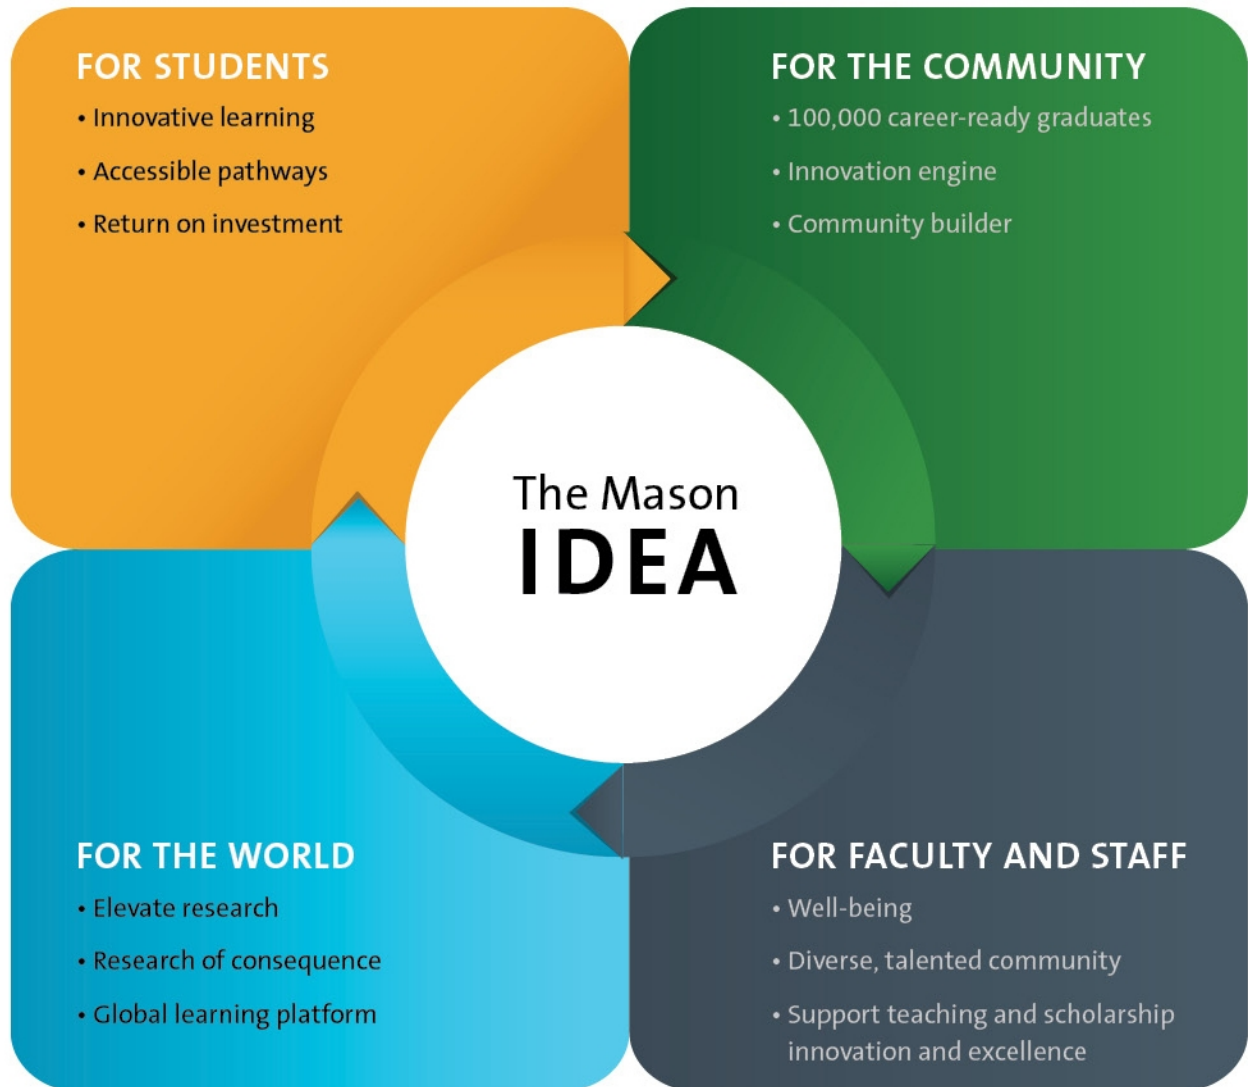 FOR STUDENTS
• Innovative learning
• Accessible pathways
• Return on investment
FOR THE COMMUNITY
• 100,000 career-ready graduates
• Innovation engine
• Community builder
The Mason
IDEA
FOR THE WORLD
• Elevate research
• Research of consequence
• Global learning platform
FOR FACULTY AND STAFF
• Well-being
• Diverse, talented community
• Support teaching and scholarship
innovation and excellence